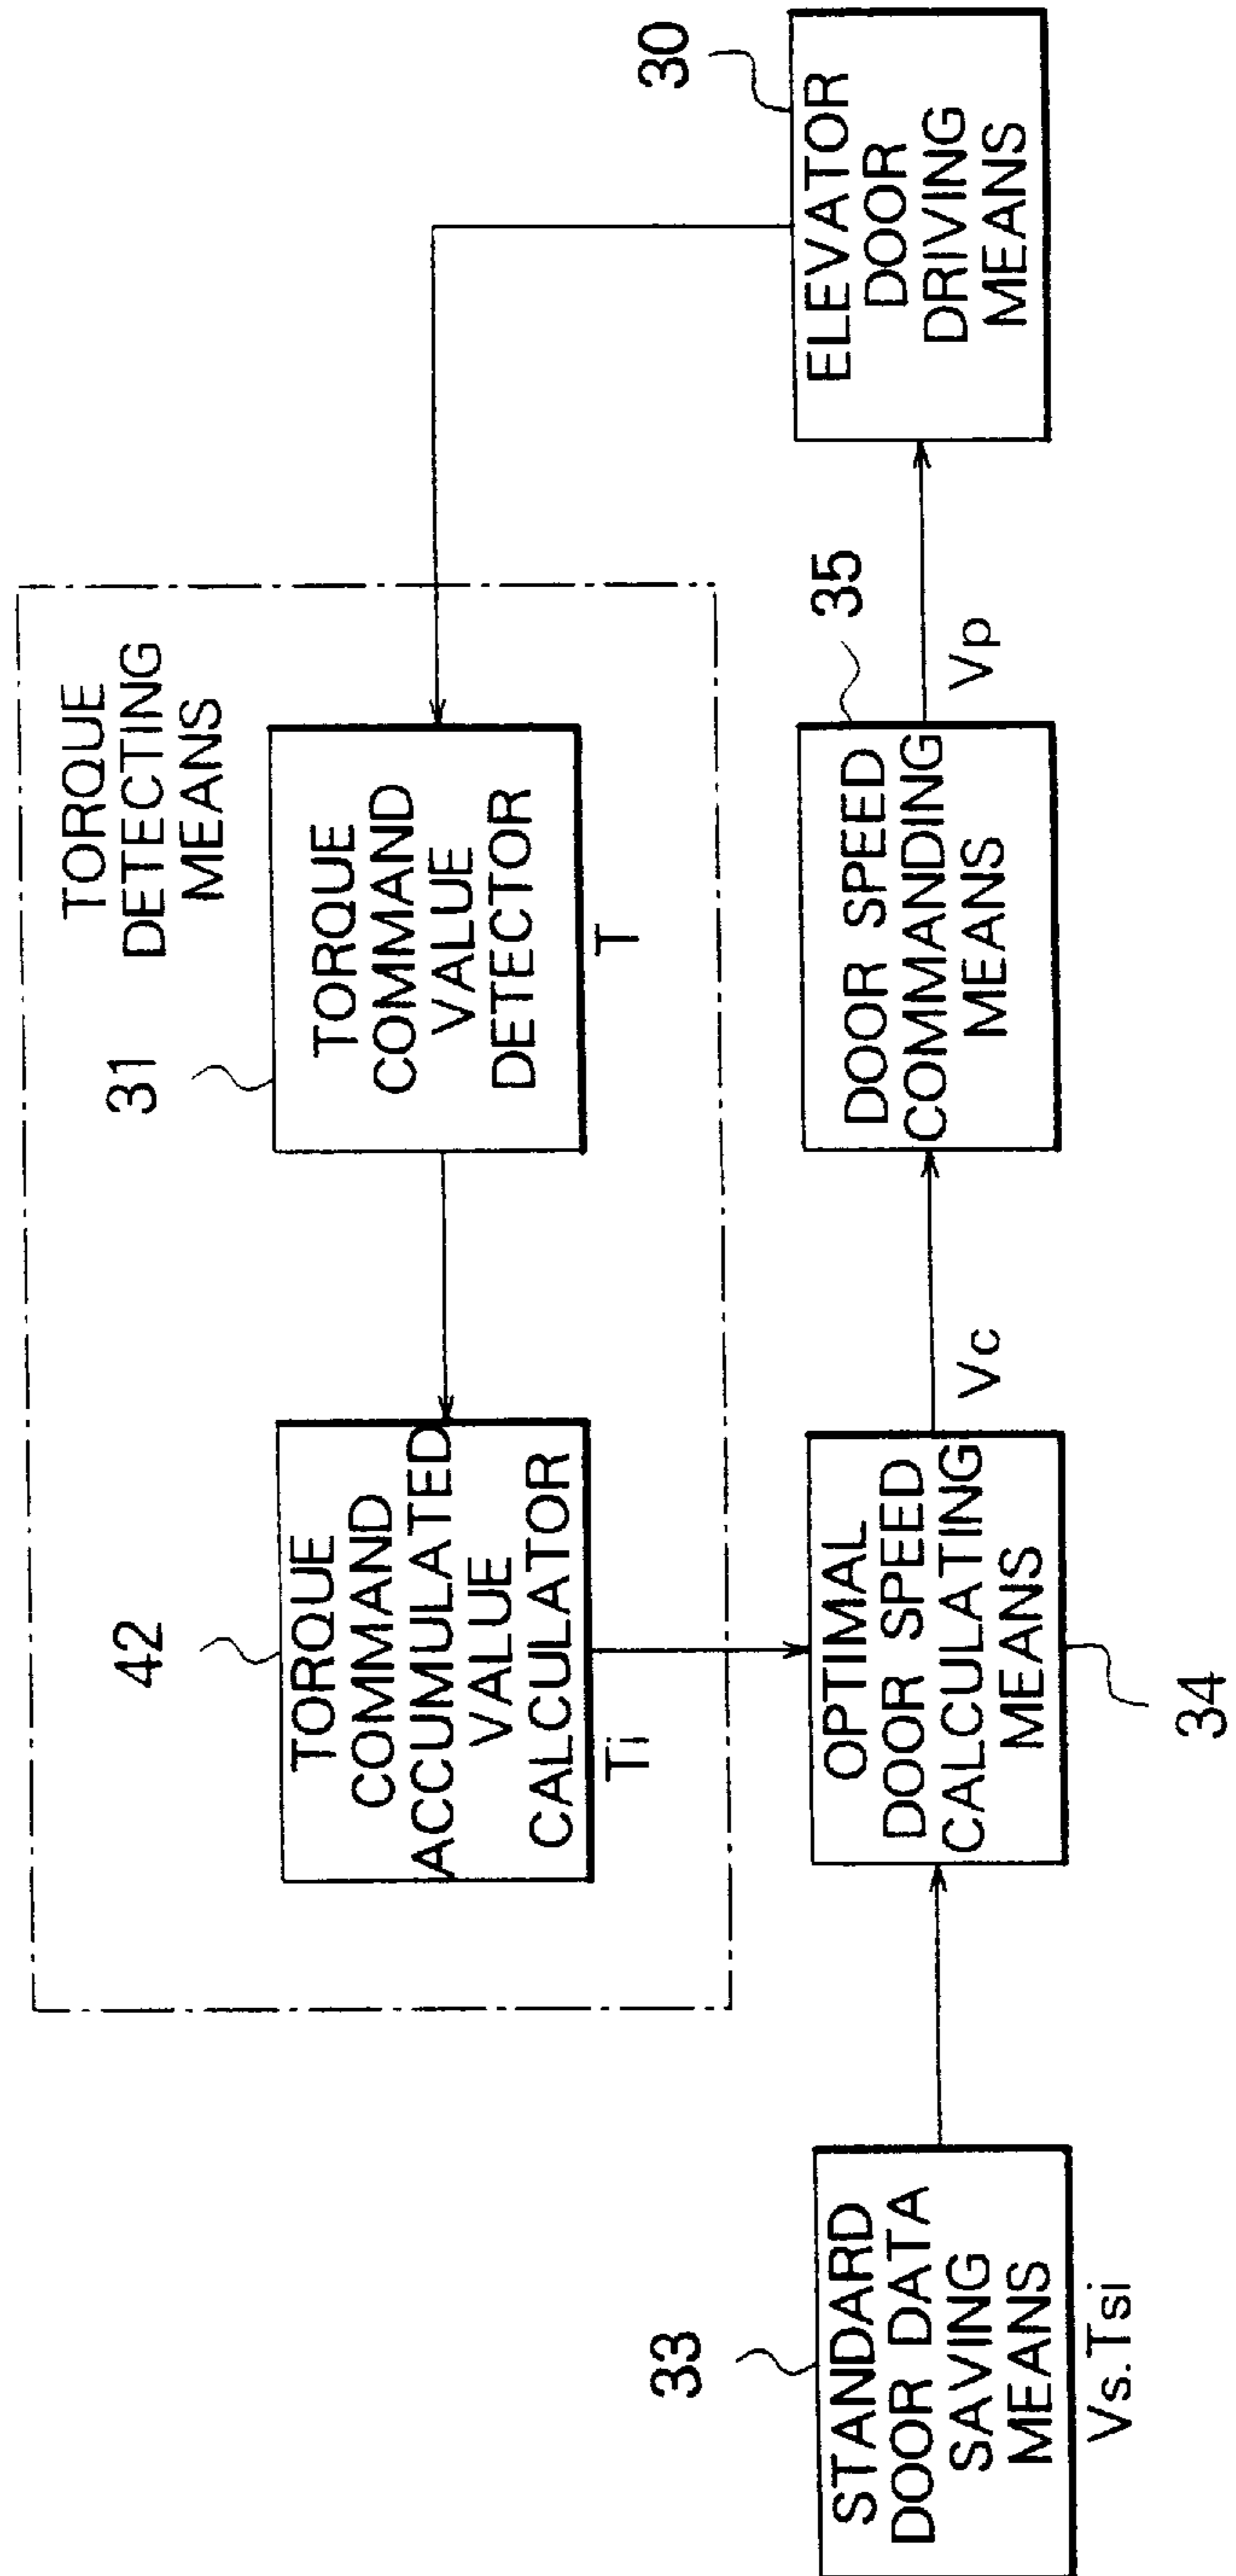 TORQUE
DETECTING
MEANS
42
TORQUE
COMMAND
ACCUMULATED
VALUE
CALCULATOR
Ti
31
TORQUE
COMMAND
VALUE
DETECTOR
T
33
STANDARD
DOOR DATA
SAVING
MEANS
Vs.Tsi
OPTIMAL
DOOR SPEED
CALCULATING
MEANS
34
Vc
35
DOOR SPEED
COMMANDING
MEANS
Vp
30
ELEVATOR
DOOR
DRIVING
MEANS